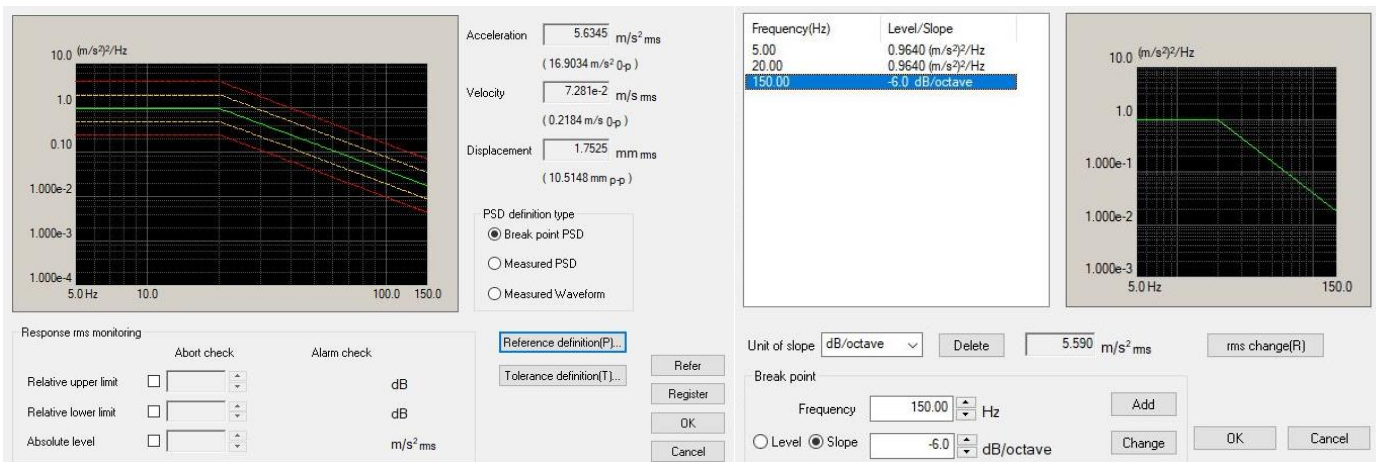 10.0 (m/s²)²/Hz
1.0
0.10
1.000e-2
1.000e-3
1.000e-4
5.0 Hz 10.0 100.0 150.0
Acceleration 5.6345 m/s² rms
( 16.9034 m/s² 0-p )
Velocity 7.281e-2 m/s rms
( 0.2184 m/s 0-p )
Displacement 1.7525 mm rms
( 10.5148 mm p-p )
PSD definition type
Break point PSD
Measured PSD
Measured Waveform
Response rms monitoring
Abort check Alarm check
Relative upper limit dB
Relative lower limit dB
Absolute level m/s² rms
Reference definition(P)...
Tolerance definition(T)...
Refer
Register
OK
Cancel
Frequency(Hz) Level/Slope
5.00 0.9640 (m/s²)²/Hz
20.00 0.9640 (m/s²)²/Hz
150.00 -6.0 dB/octave
10.0 (m/s²)²/Hz
1.0
1.000e-1
1.000e-2
1.000e-3
5.0 Hz 150.0
Unit of slope dB/octave Delete 5.590 m/s² rms rms change(R)
Break point
Frequency 150.00 Hz Add
Level Slope -6.0 dB/octave Change OK Cancel